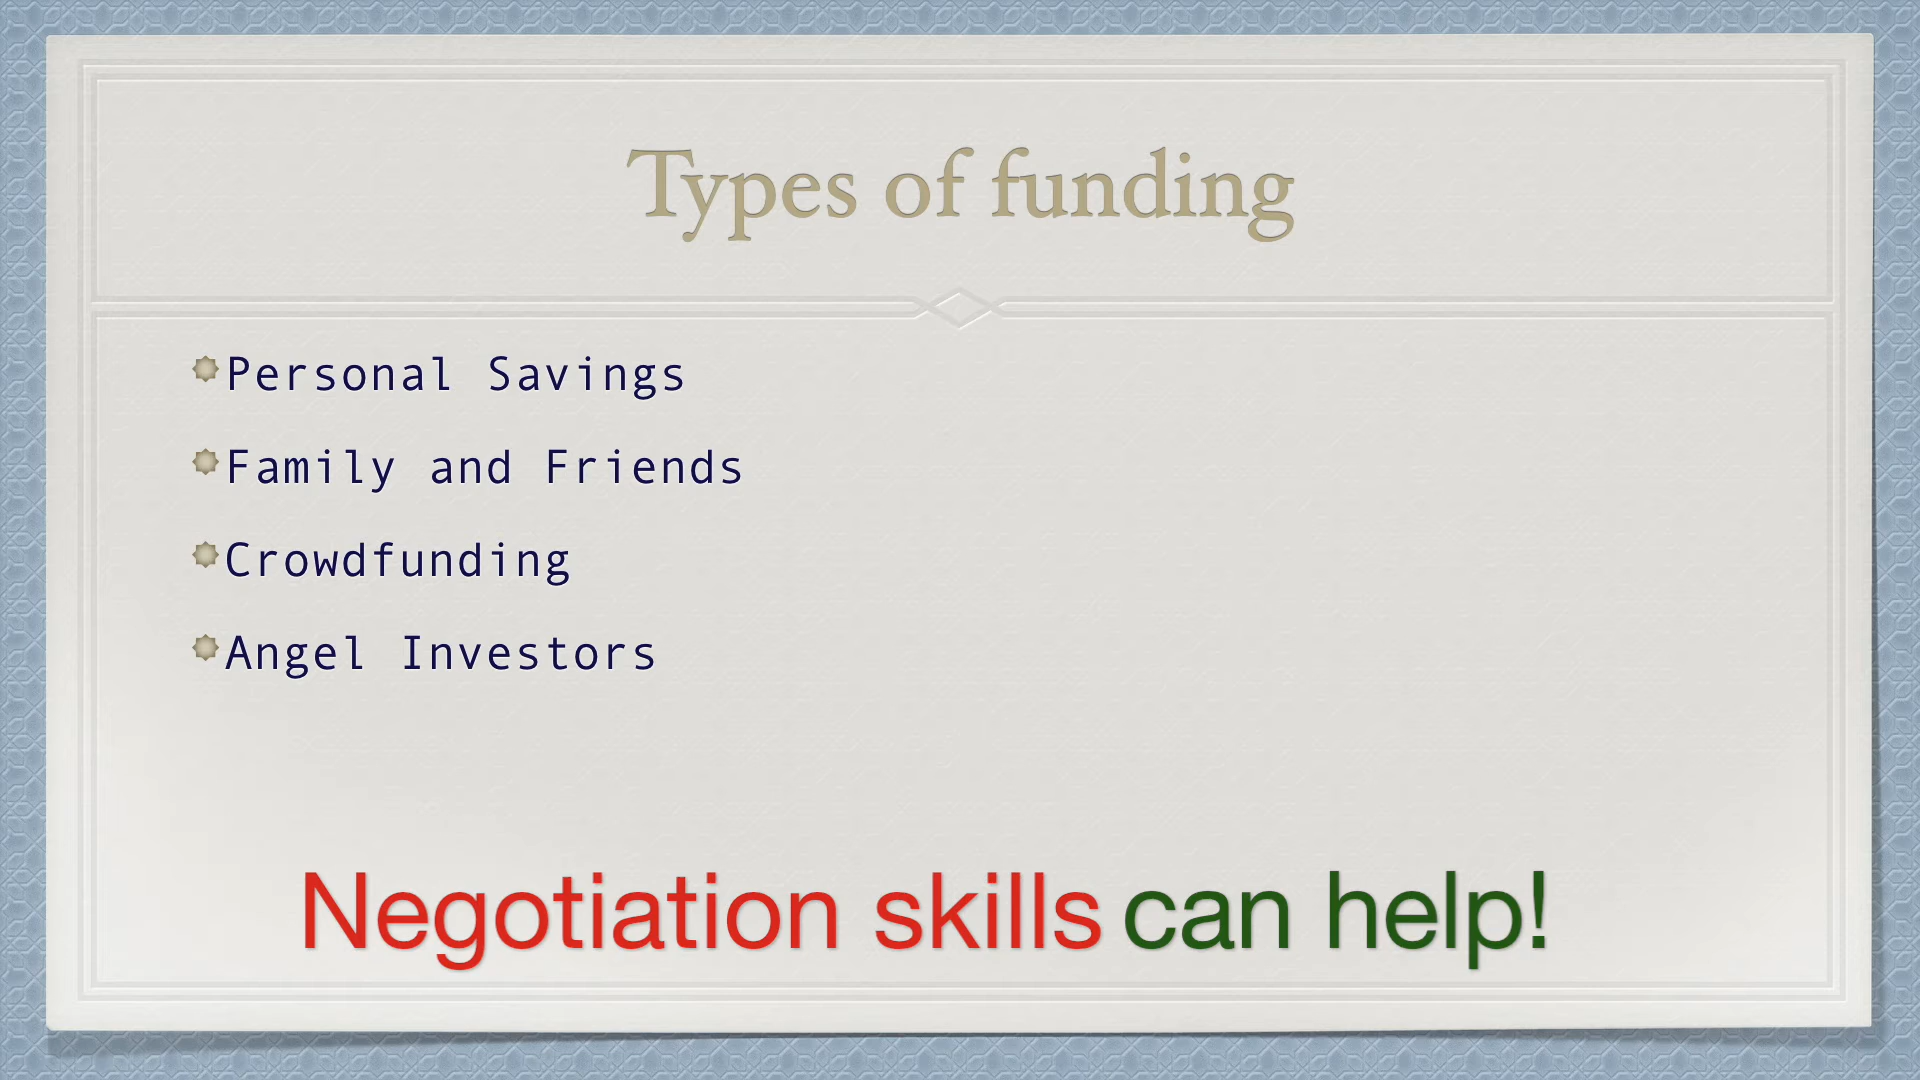 Types of funding
Personal Savings
Family and Friends
Crowdfunding
Angel Investors
Negotiation skills can help!